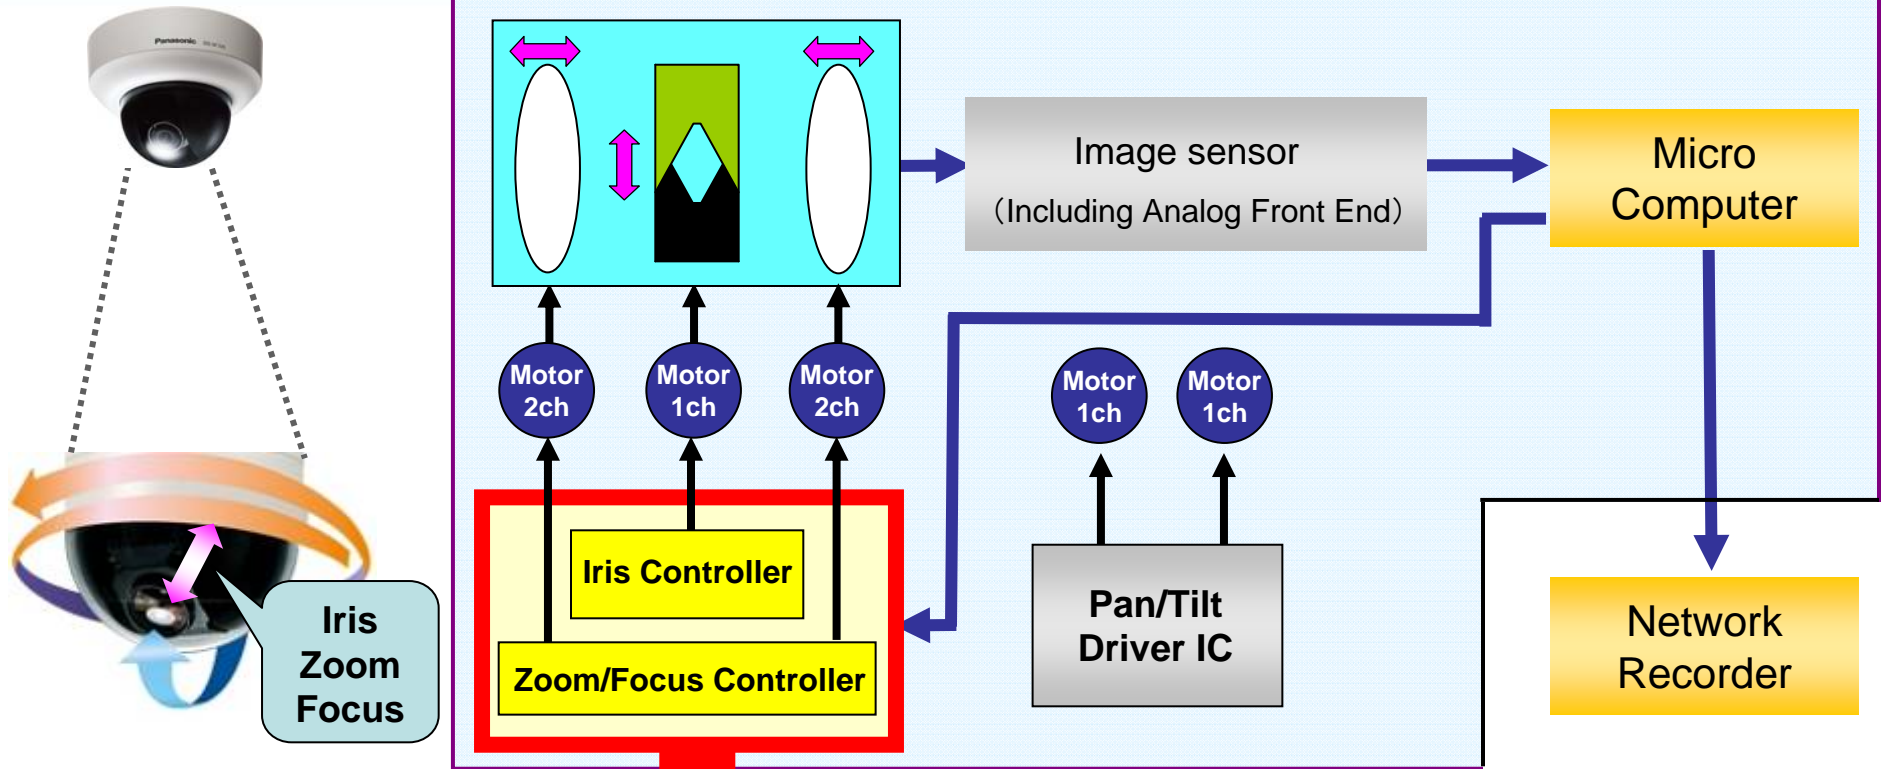 Panasonic
Image sensor
（Including Analog Front End）
Micro
Computer
Motor
2ch
Motor
1ch
Motor
2ch
Motor
1ch
Motor
1ch
Iris Controller
Zoom/Focus Controller
Pan/Tilt
Driver IC
Network
Recorder
Iris
Zoom
Focus